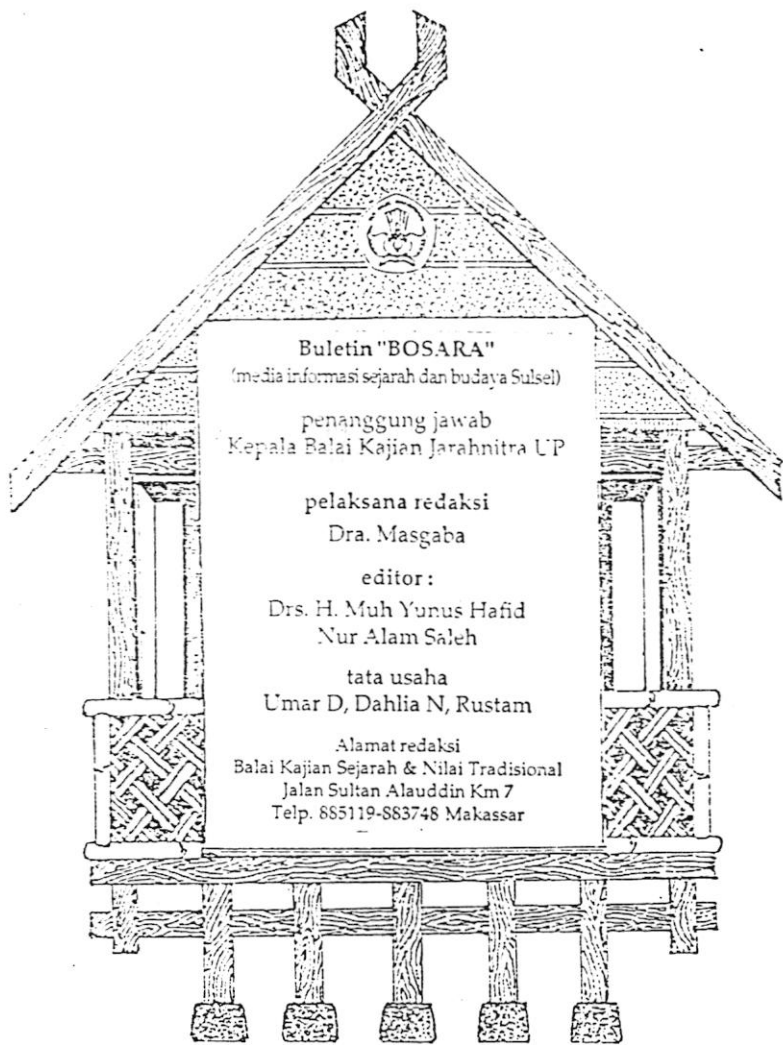 Buletin "BOSARA"
(media informasi sejarah dan budaya Sulsel)
penanggung jawab
Kepala Balai Kajian Jarahnitra UP
pelaksana redaksi
Dra. Masgaba
editor :
Drs. H. Muh Yunus Hafid
Nur Alam Saleh
tata usaha
Umar D, Dahlia N, Rustam
Alamat redaksi
Balai Kajian Sejarah & Nilai Tradisional
Jalan Sultan Alauddin Km 7
Telp. 885119-883748 Makassar